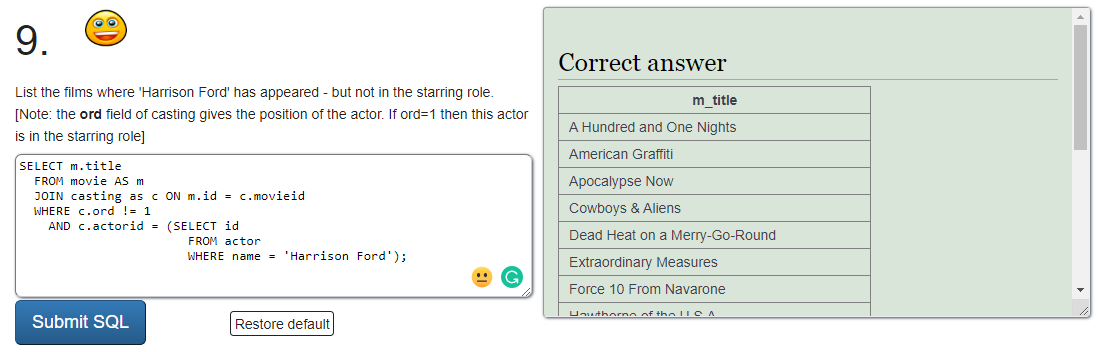 9.
List the films where 'Harrison Ford' has appeared - but not in the starring role.
[Note: the ord field of casting gives the position of the actor. If ord=1 then this actor
is in the starring role]
SELECT m.title
FROM movie AS m
JOIN casting as c ON m.id = c.movieid
WHERE c.ord != 1
AND c.actorid = (SELECT id
FROM actor
WHERE name = 'Harrison Ford');
Submit SQL
Restore default
Correct answer
m_title
A Hundred and One Nights
American Graffiti
Apocalypse Now
Cowboys & Aliens
Dead Heat on a Merry-Go-Round
Extraordinary Measures
Force 10 From Navarone